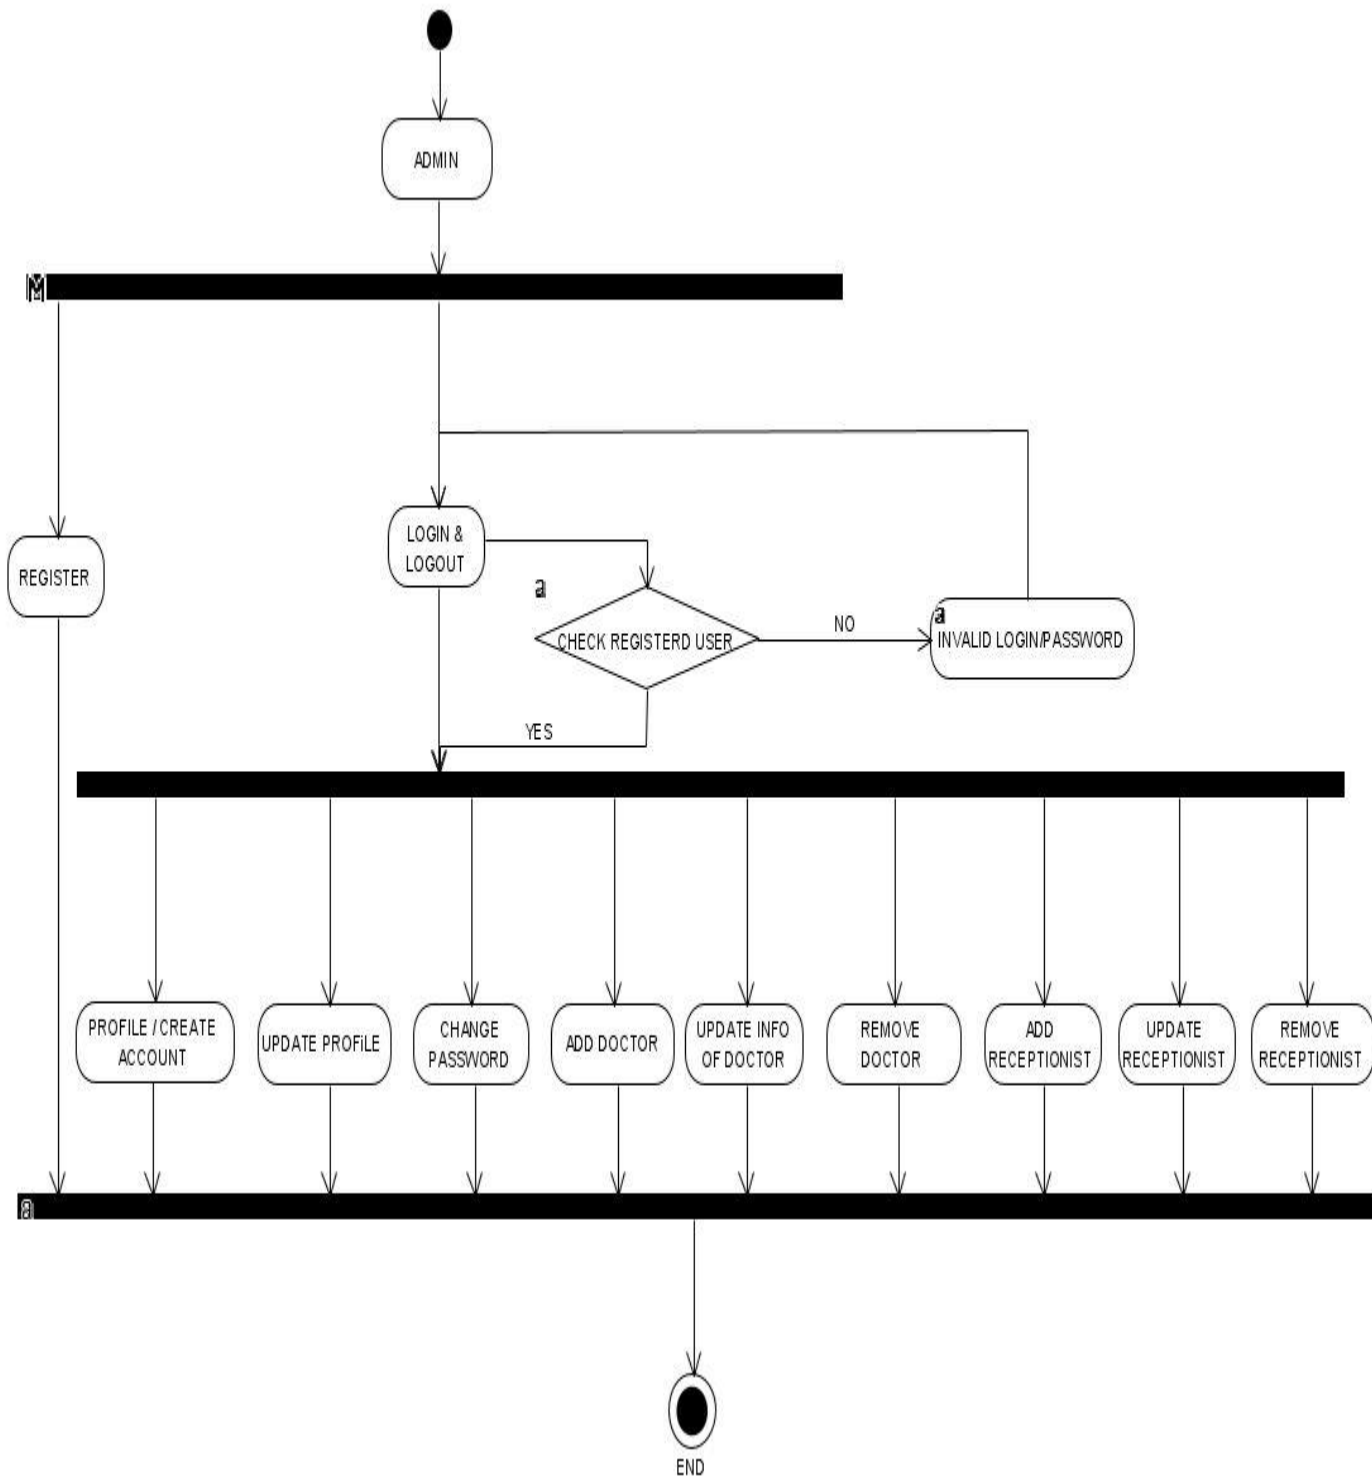 ADMIN
M
LOGIN &
LOGOUT
REGISTER
a
CHECK REGISTERD USER
NO
a
INVALID LOGIN/PASSWORD
YES
PROFILE / CREATE
ACCOUNT
UPDATE PROFiLE
CHANGE
PASSWORD
ADD DOCTOR
UPDATE INFO
OF DOCTOR
REMOVE
DOCTOR
ADD
RECEPTIONIST
UPDATE
RECEPTIONIST
REMOVE
RECEPTIONIST
@
END